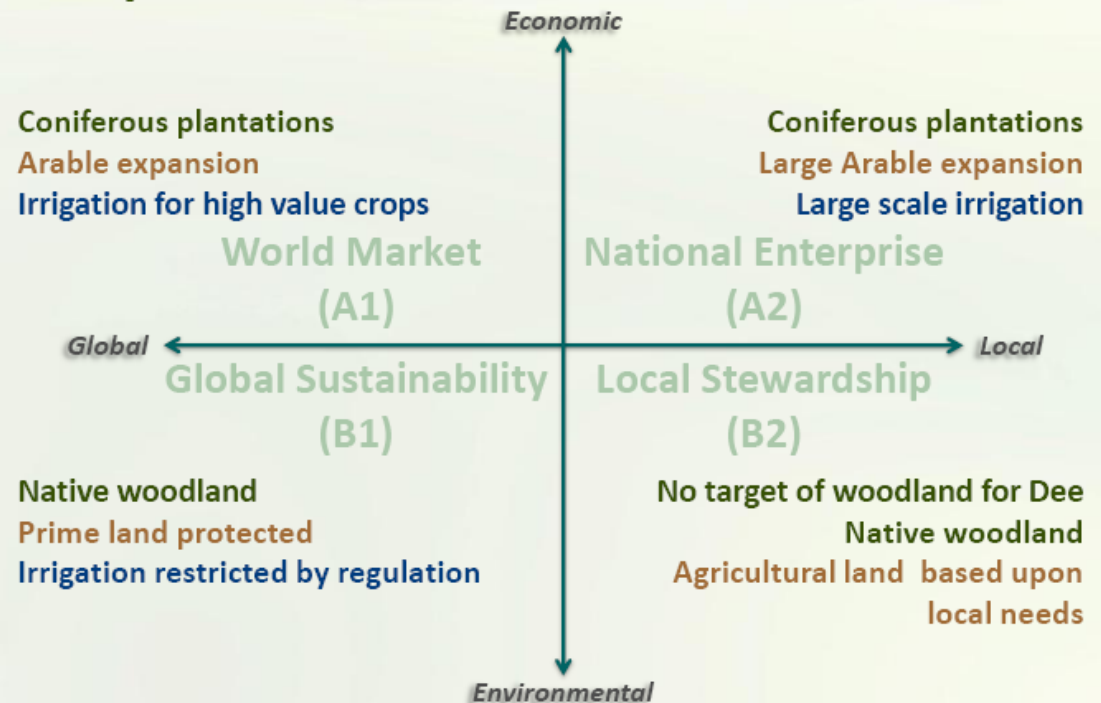 Economic
Coniferous plantations
Arable expansion
Irrigation for high value crops
World Market
(A1)
Coniferous plantations
Large Arable expansion
Large scale irrigation
National Enterprise
(A2)
Global
Local
Global Sustainability
(B1)
Native woodland
Prime land protected
Irrigation restricted by regulation
Local Stewardship
(B2)
No target of woodland for Dee
Native woodland
Agricultural land based upon
local needs
Environmental